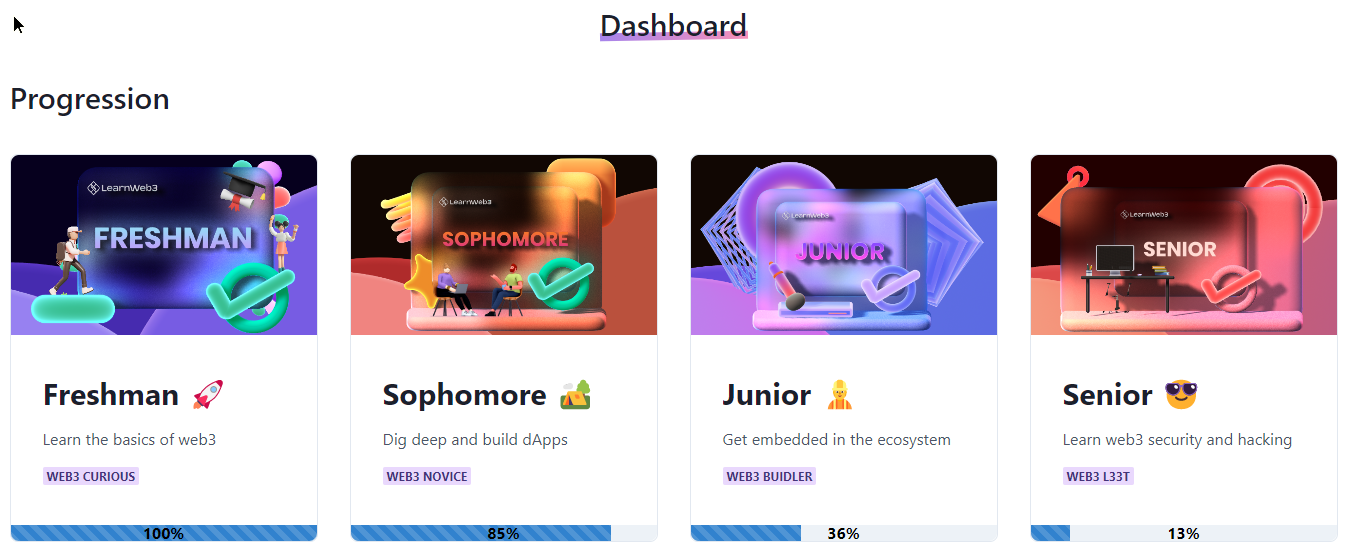 Dashboard
Progression
LearnWeb3
FRESHMAN
Freshman 🚀
Learn the basics of web3
WEB3 CURIOUS
100%
LearnWeb3
SOPHOMORE
Sophomore 🏕️
Dig deep and build dApps
WEB3 NOVICE
85%
LearnWeb3
JUNIOR
Junior 👷
Get embedded in the ecosystem
WEB3 BUIDLER
36%
LearnWeb3
SENIOR
Senior 😎
Learn web3 security and hacking
WEB3 L33T
13%